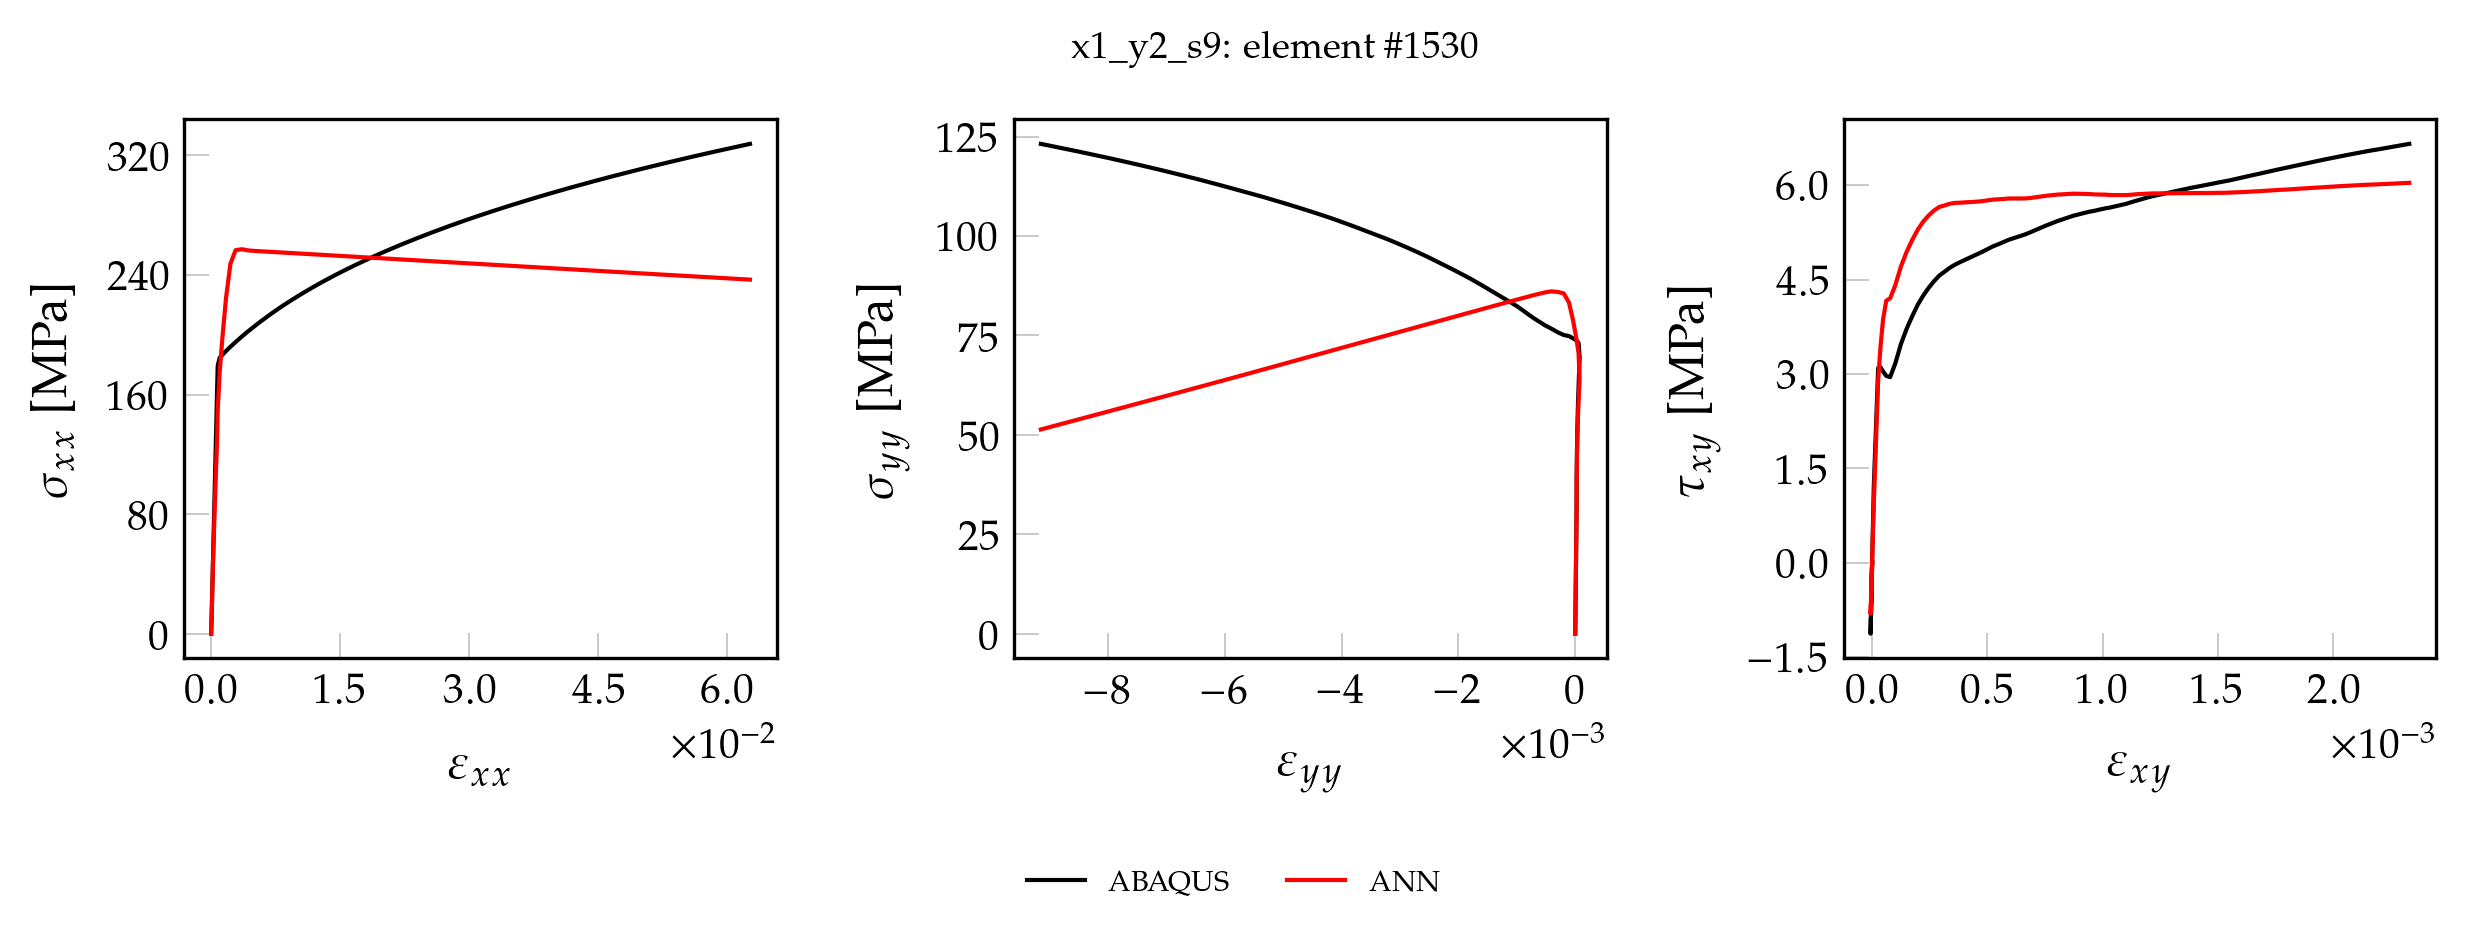 x1_y2_s9: element #1530
320
240
160
80
0
σxx [MPa]
0.0 1.5 3.0 4.5 6.0
×10−2
εxx
125
100
75
50
25
0
σyy [MPa]
−8 −6 −4 −2 0
×10−3
εyy
6.0
4.5
3.0
1.5
0.0
−1.5
τxy [MPa]
0.0 0.5 1.0 1.5 2.0
×10−3
εxy
ABAQUS ANN